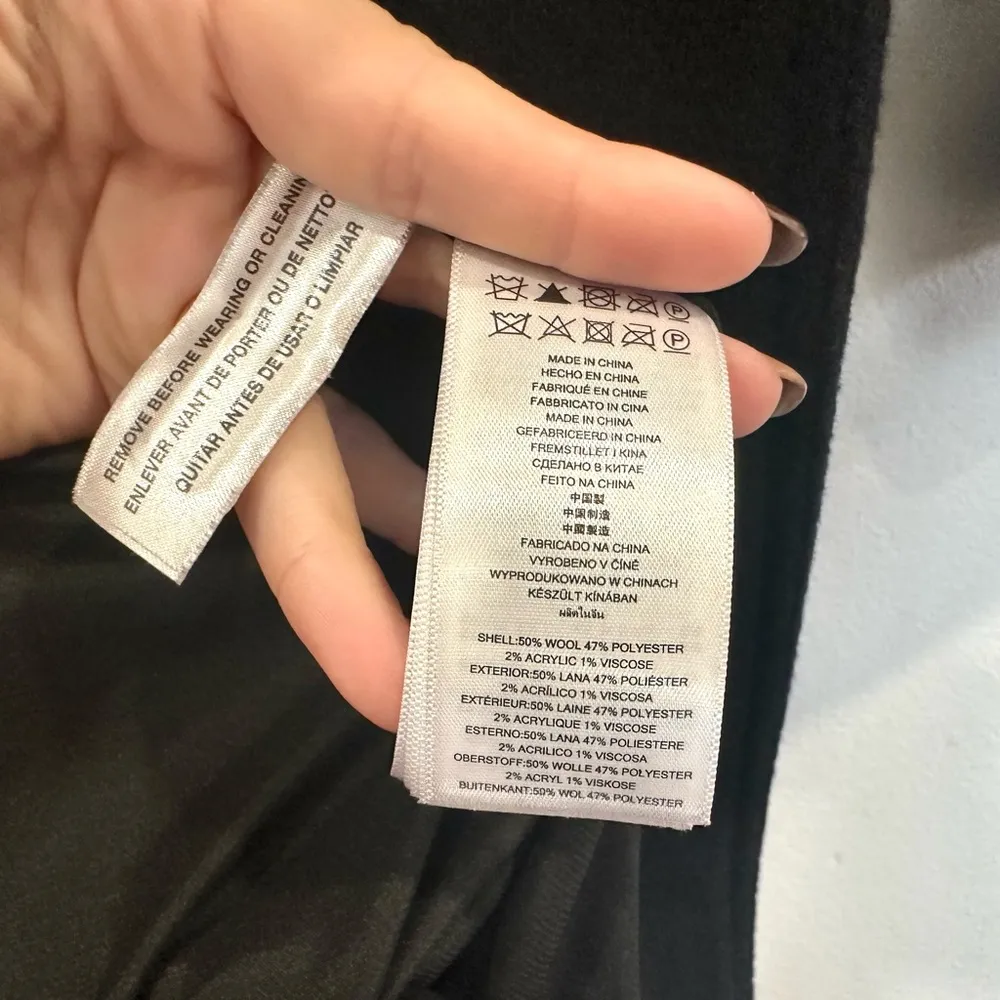 REMOVE BEFORE WEARING OR CLEANIN
ENLEVER AVANT DE PORTER OU DE NETTO
QUITAR ANTES DE USAR O LIMPIAR
P
P
MADE IN CHINA
HECHO EN CHINA
FABRIQUÉ EN CHINE
FABBRICATO IN CINA
MADE IN CHINA
GEFABRICEERD IN CHINA
FREMSTILLET I KINA
СДЕЛАНО В КИТАЕ
FEITO NA CHINA
中国製
中国制造
中國製造
FABRICADO NA CHINA
VYROBENO V ČÍNĚ
WYPRODUKOWANO W CHINACH
KÉSZÜLT KÍNÁBAN
ผลิตในจีน
SHELL:50% WOOL 47% POLYESTER
2% ACRYLIC 1% VISCOSE
EXTERIOR:50% LANA 47% POLIÉSTER
2% ACRÍLICO 1% VISCOSA
EXTÉRIEUR:50% LAINE 47% POLYESTER
2% ACRYLIQUE 1% VISCOSE
ESTERNO:50% LANA 47% POLIESTERE
2% ACRILICO 1% VISCOSA
OBERSTOFF:50% WOLLE 47% POLYESTER
2% ACRYL 1% VISKOSE
BUITENKANT:50% WOL 47% POLYESTER